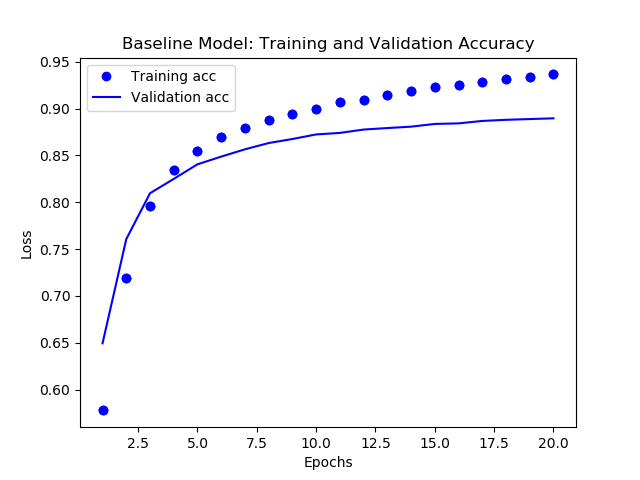 Baseline Model: Training and Validation Accuracy
Training acc
Validation acc
0.95
0.90
0.85
0.80
0.75
0.70
0.65
0.60
Loss
2.5 5.0 7.5 10.0 12.5 15.0 17.5 20.0
Epochs